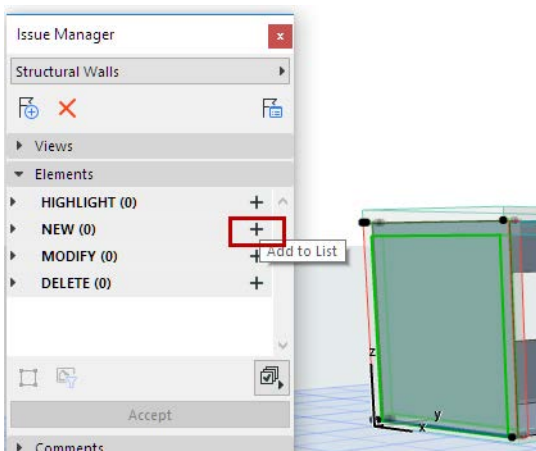 Issue Manager
x
Structural Walls
Views
Elements
HIGHLIGHT (0)
NEW (0)
Add to List
MODIFY (0)
DELETE (0)
Accept
Comments
z
y
x